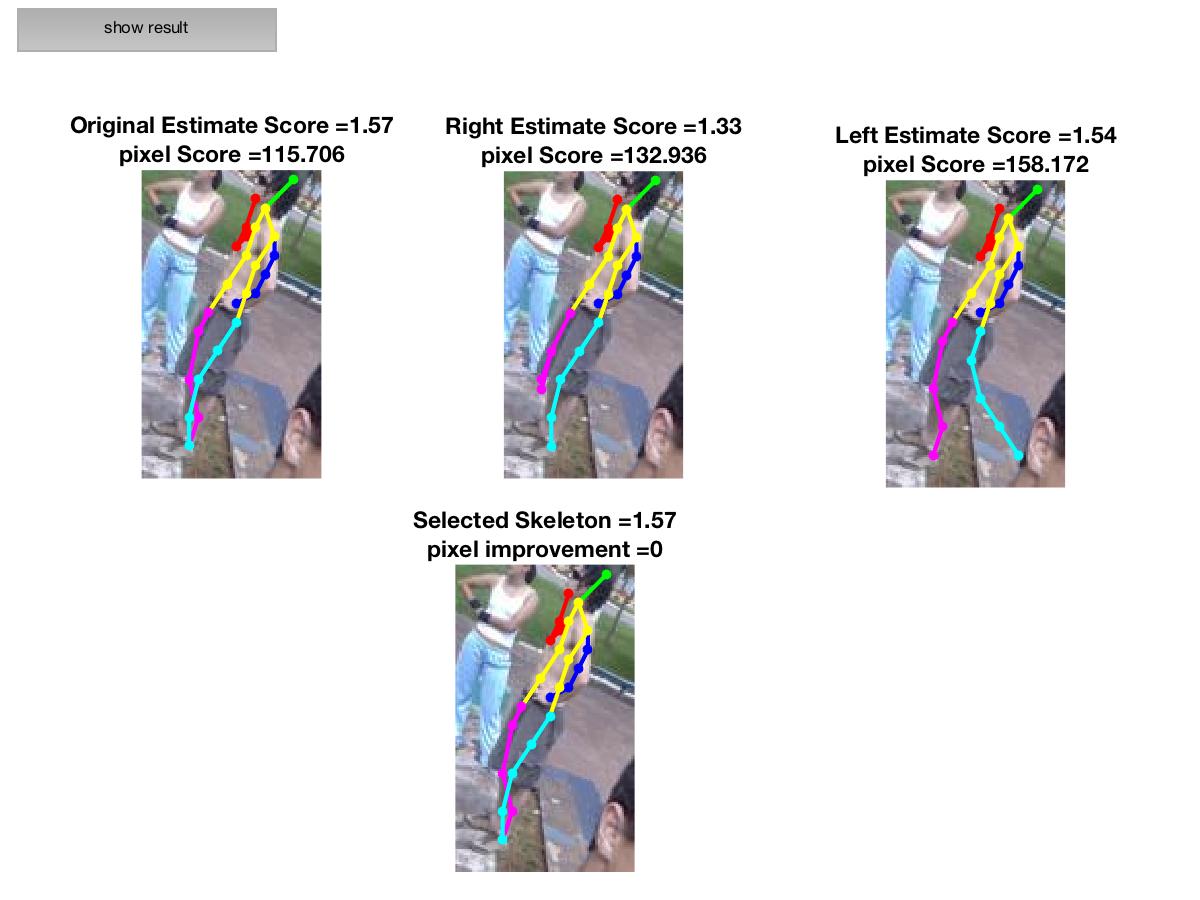 show result
Original Estimate Score =1.57
pixel Score =115.706
Right Estimate Score =1.33
pixel Score =132.936
Left Estimate Score =1.54
pixel Score =158.172
Selected Skeleton =1.57
pixel improvement =0